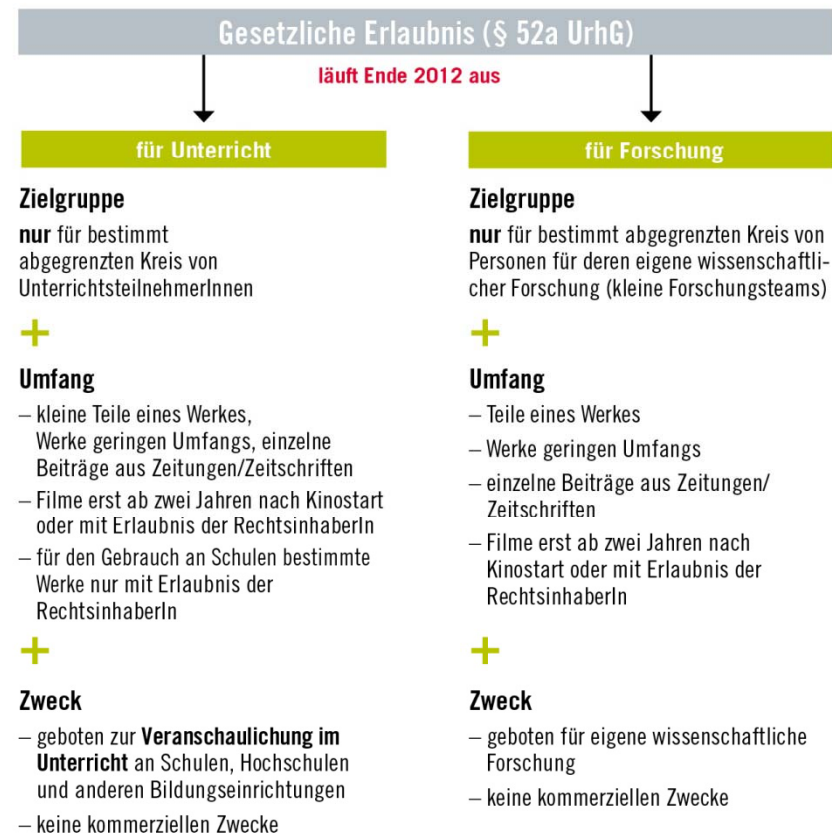 Gesetzliche Erlaubnis (§ 52a UrhG)
läuft Ende 2012 aus
für Unterricht
Zielgruppe
nur für bestimmt
abgegrenzten Kreis von
UnterrichtsteilnehmerInnen
+
Umfang
– kleine Teile eines Werkes,
Werke geringen Umfangs, einzelne
Beiträge aus Zeitungen/Zeitschriften
– Filme erst ab zwei Jahren nach Kinostart
oder mit Erlaubnis der RechtsinhaberIn
– für den Gebrauch an Schulen bestimmte
Werke nur mit Erlaubnis der
RechtsinhaberIn
+
Zweck
– geboten zur Veranschaulichung im
Unterricht an Schulen, Hochschulen
und anderen Bildungseinrichtungen
– keine kommerziellen Zwecke
für Forschung
Zielgruppe
nur für bestimmt abgegrenzten Kreis von
Personen für deren eigene wissenschaftli-
cher Forschung (kleine Forschungsteams)
+
Umfang
– Teile eines Werkes
– Werke geringen Umfangs
– einzelne Beiträge aus Zeitungen/
Zeitschriften
– Filme erst ab zwei Jahren nach
Kinostart oder mit Erlaubnis der
RechtsinhaberIn
+
Zweck
– geboten für eigene wissenschaftliche
Forschung
– keine kommerziellen Zwecke